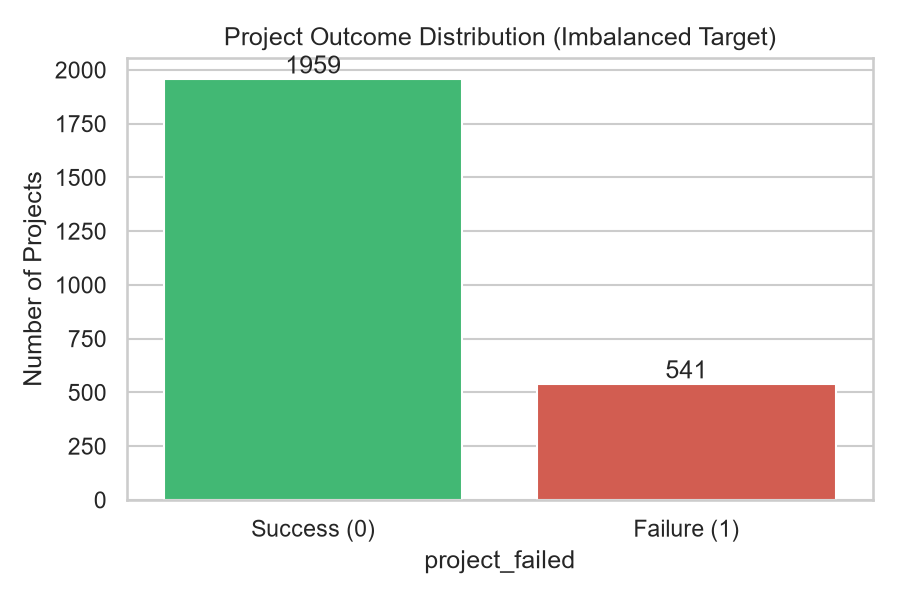 Project Outcome Distribution (Imbalanced Target)
2000
1750
1500
1250
1000
750
500
250
0
Number of Projects
1959
541
Success (0)
Failure (1)
project_failed